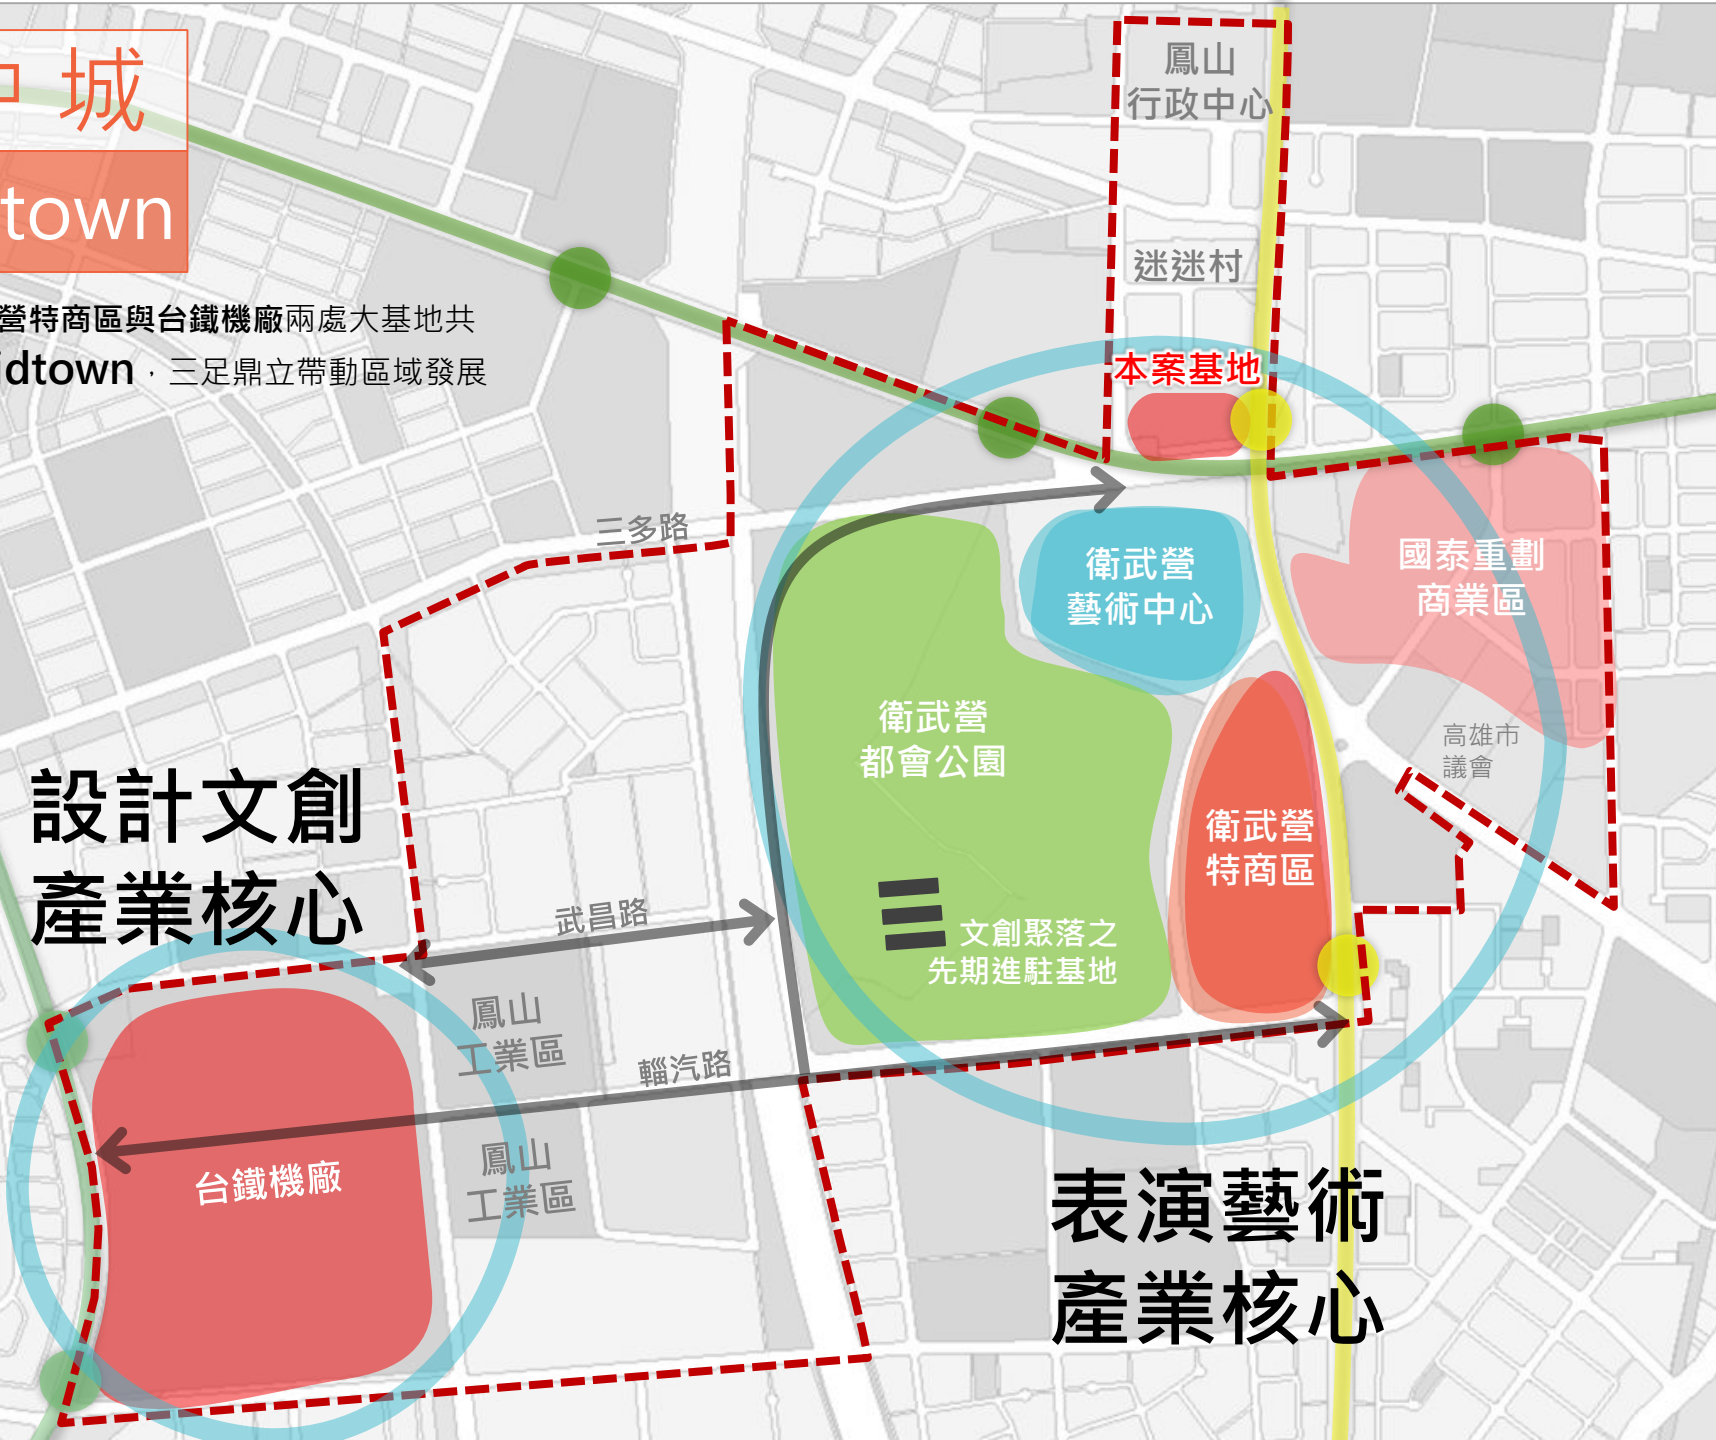 中城
town
營特商區與台鐵機廠兩處大基地共
idtown，三足鼎立帶動區域發展
鳳山
行政中心
迷迷村
本案基地
三多路
衛武營
藝術中心
國泰重劃
商業區
衛武營
都會公園
高雄市
議會
設計文創
產業核心
衛武營
特商區
武昌路
文創聚落之
先期進駐基地
鳳山
工業區
輜汽路
鳳山
工業區
台鐵機廠
表演藝術
產業核心